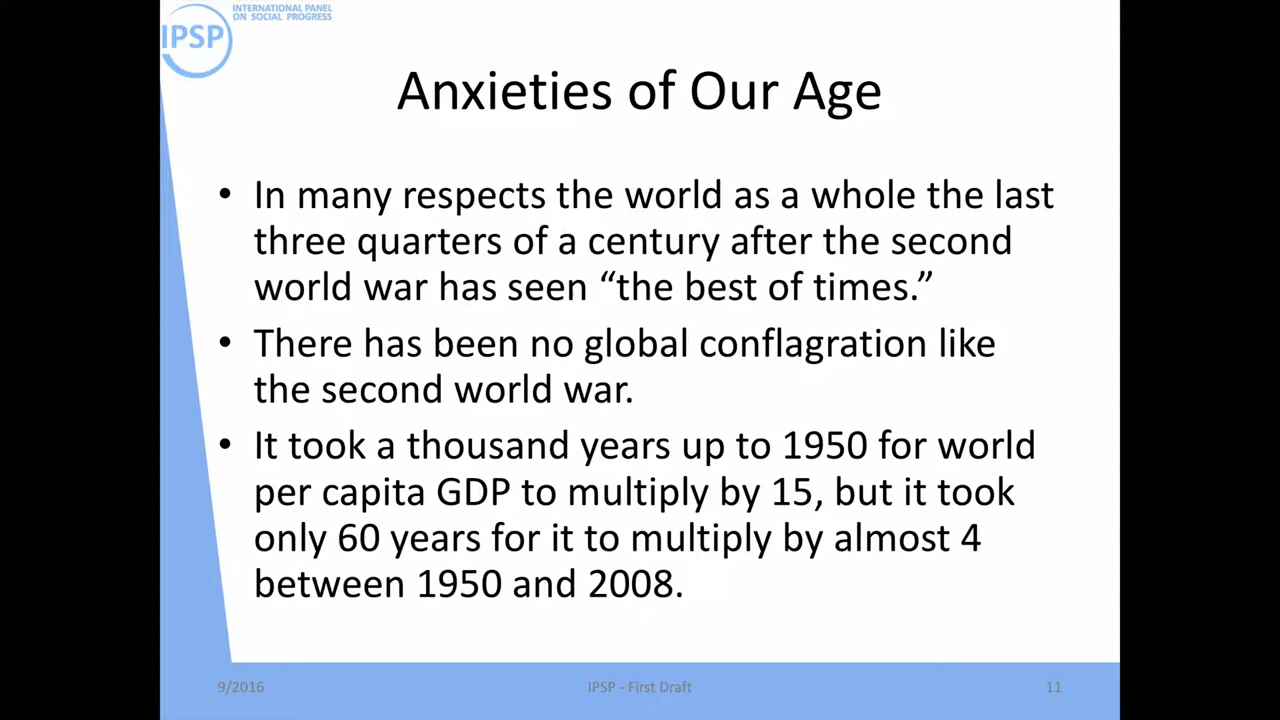 INTERNATIONAL PANEL
ON SOCIAL PROGRESS
IPSP
Anxieties of Our Age
• In many respects the world as a whole the last
three quarters of a century after the second
world war has seen “the best of times.”
• There has been no global conflagration like
the second world war.
• It took a thousand years up to 1950 for world
per capita GDP to multiply by 15, but it took
only 60 years for it to multiply by almost 4
between 1950 and 2008.
9/2016
IPSP - First Draft
11